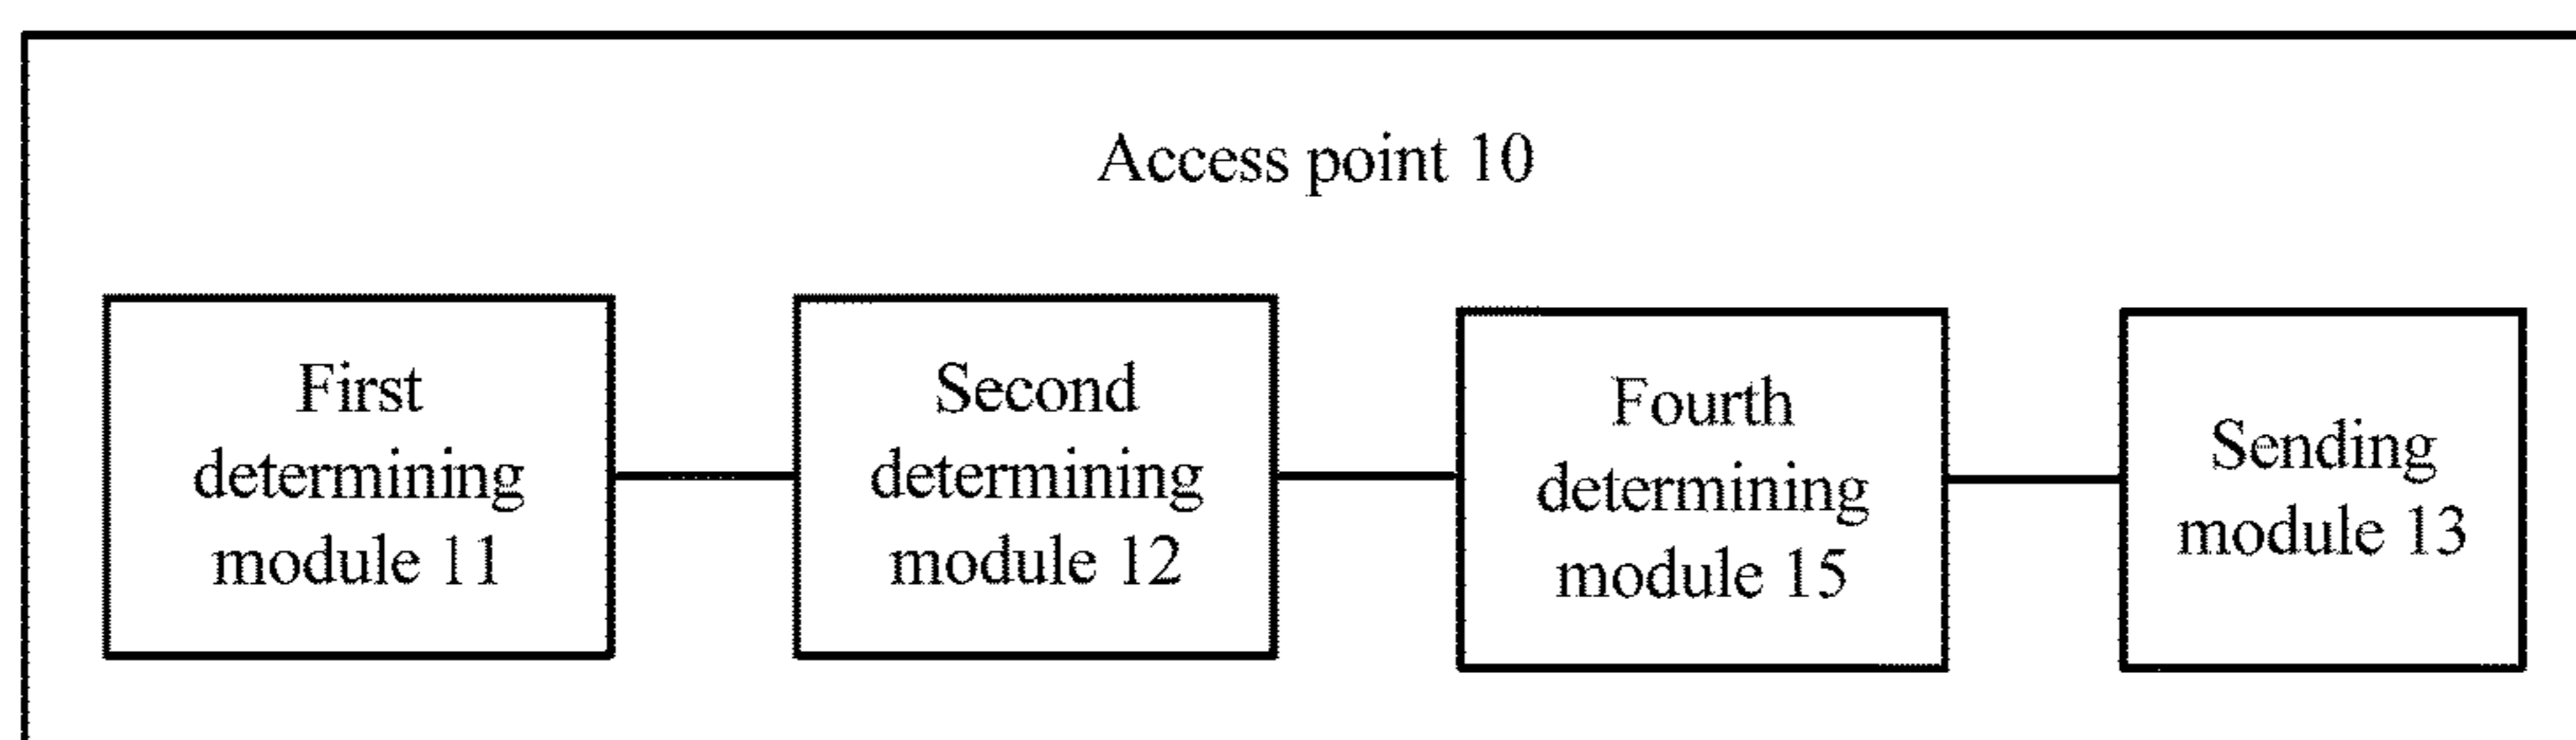 Access point 10
First
determining
module 11
Second
determining
module 12
Fourth
determining
module 15
Sending
module 13